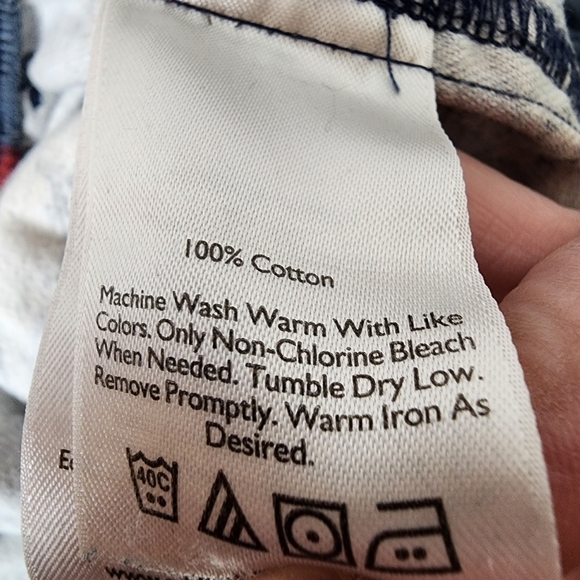 100% Cotton
Machine Wash Warm With Like
Colors. Only Non-Chlorine Bleach
When Needed. Tumble Dry Low.
Remove Promptly. Warm Iron As
Desired.
40C